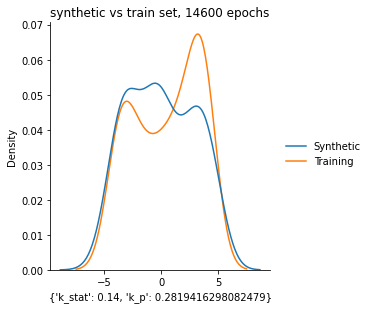 synthetic vs train set, 14600 epochs
0.07
0.06
0.05
0.04
0.03
0.02
0.01
0.00
Density
−5
0
5
Synthetic
Training
{'k_stat': 0.14, 'k_p': 0.2819416298082479}